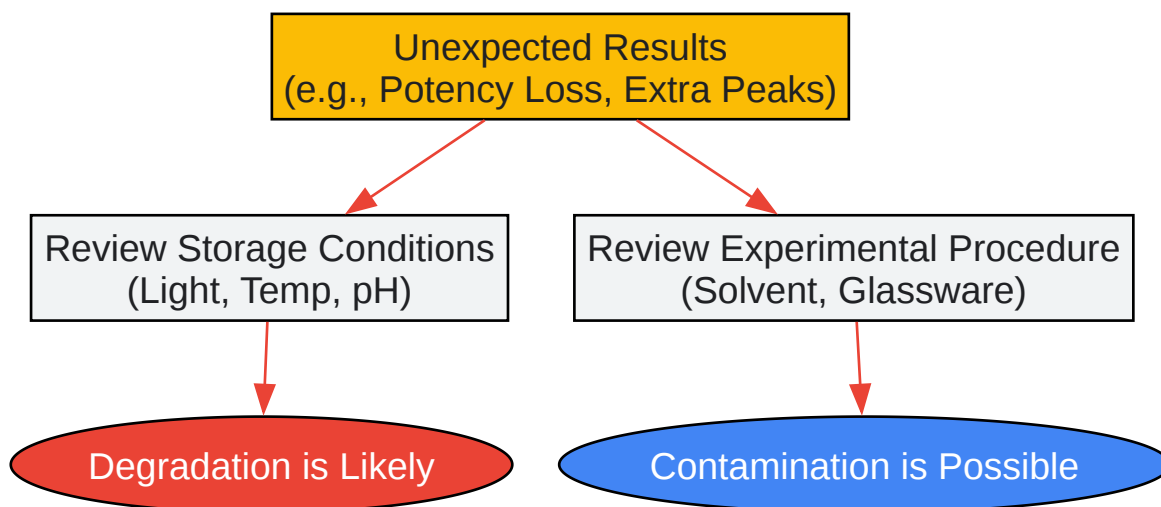 Unexpected Results
(e.g., Potency Loss, Extra Peaks)
Review Storage Conditions
(Light, Temp, pH)
Review Experimental Procedure
(Solvent, Glassware)
Degradation is Likely
Contamination is Possible